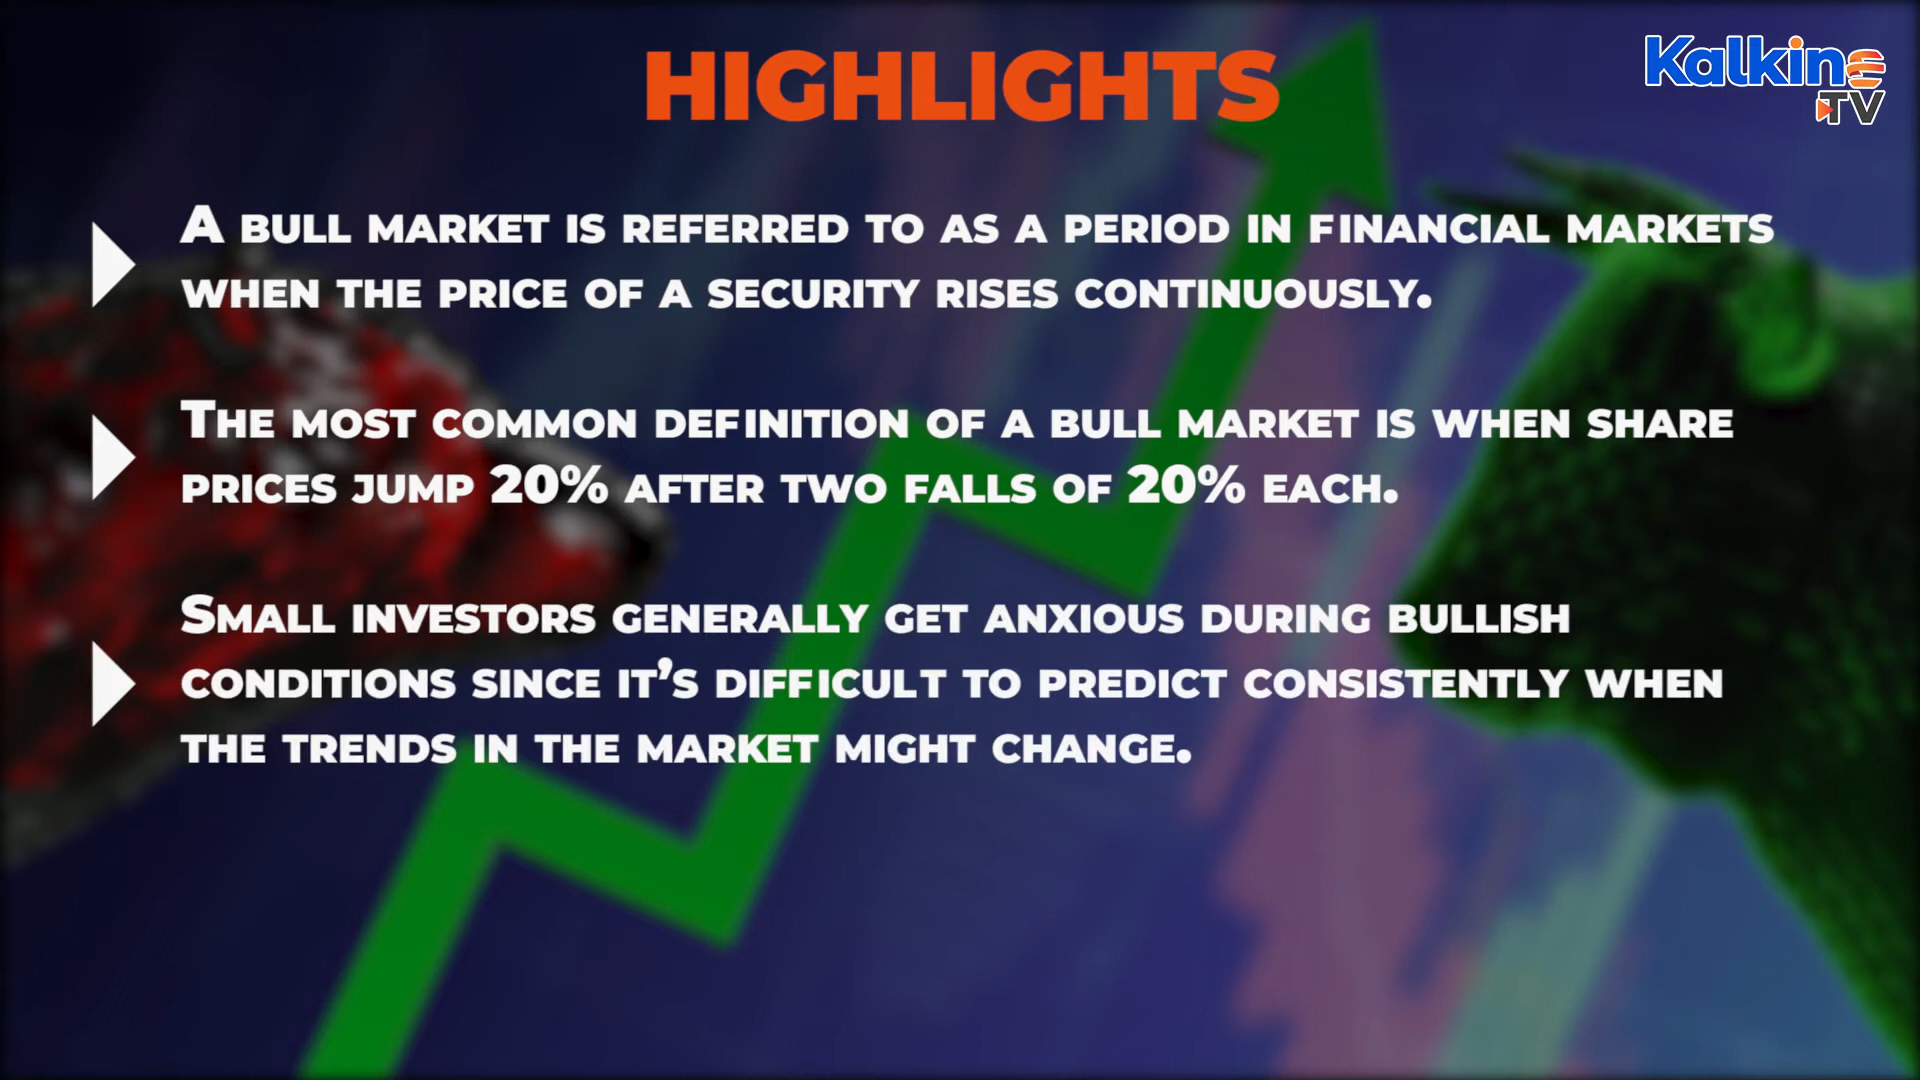 HIGHLIGHTS
Kalkine
TV
A BULL MARKET IS REFERRED TO AS A PERIOD IN FINANCIAL MARKETS
WHEN THE PRICE OF A SECURITY RISES CONTINUOUSLY.
THE MOST COMMON DEFINITION OF A BULL MARKET IS WHEN SHARE
PRICES JUMP 20% AFTER TWO FALLS OF 20% EACH.
SMALL INVESTORS GENERALLY GET ANXIOUS DURING BULLISH
CONDITIONS SINCE IT'S DIFFICULT TO PREDICT CONSISTENTLY WHEN
THE TRENDS IN THE MARKET MIGHT CHANGE.